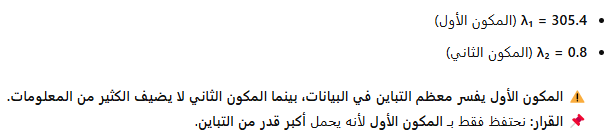 • λ₁ = 305.4 (المكون الأول)
• λ₂ = 0.8 (المكون الثاني)
⚠️ المكون الأول يفسر معظم التباين في البيانات، بينما المكون الثاني لا يضيف الكثير من المعلومات.
📌 القرار: نحتفظ فقط بـ المكون الأول لأنه يحمل أكبر قدر من التباين.